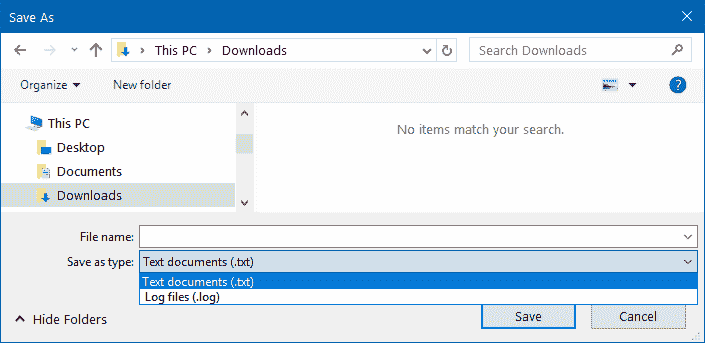 Save As
This PC Downloads
Search Downloads
Organize New folder
?
This PC
Desktop
Documents
Downloads
No items match your search.
File name:
Save as type: Text documents (.txt)
Text documents (.txt)
Log files (.log)
Hide Folders
Save
Cancel